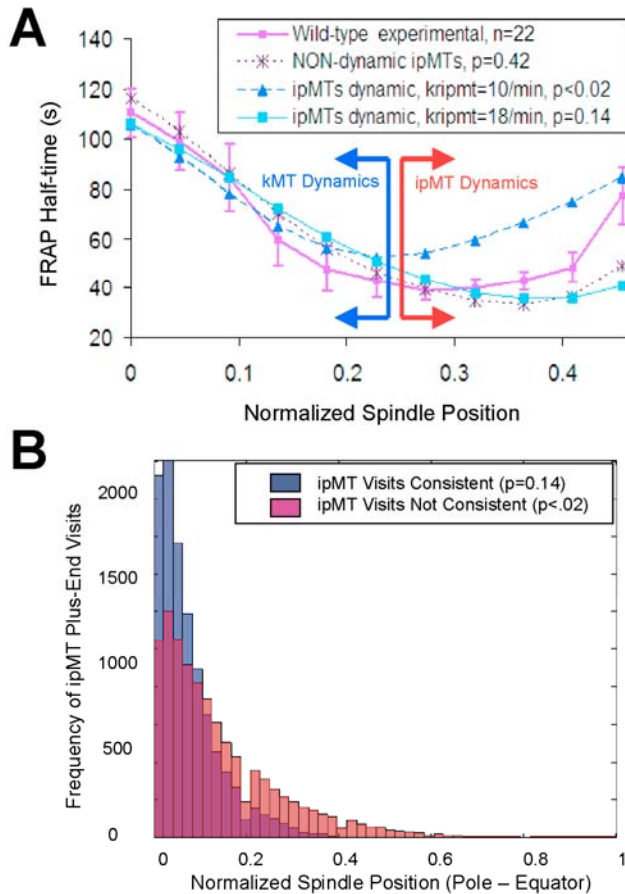 A
Wild-type experimental, n=22
NON-dynamic ipMTs, p=0.42
ipMTs dynamic, kripmt=10/min, p<0.02
ipMTs dynamic, kripmt=18/min, p=0.14
140
120
100
80
60
40
20
FRAP Half-time (s)
kMT Dynamics
ipMT Dynamics
0 0.1 0.2 0.3 0.4
Normalized Spindle Position
B
ipMT Visits Consistent (p=0.14)
ipMT Visits Not Consistent (p<.02)
2000
1500
1000
500
0
Frequency of ipMT Plus-End Visits
0 0.2 0.4 0.6 0.8 1
Normalized Spindle Position (Pole – Equator)